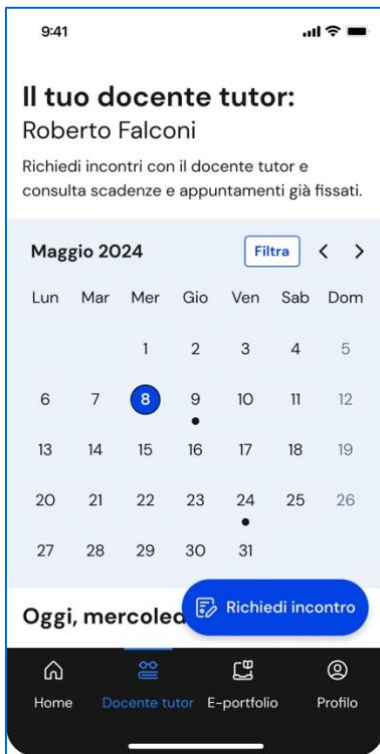 9:41
Il tuo docente tutor:
Roberto Falconi
Richiedi incontri con il docente tutor e
consulta scadenze e appuntamenti già fissati.
Maggio 2024 Filtra
Lun Mar Mer Gio Ven Sab Dom
1 2 3 4 5
6 7 8 9 10 11 12
13 14 15 16 17 18 19
20 21 22 23 24 25 26
27 28 29 30 31
Oggi, mercoled
Richiedi incontro
Home Docente tutor E-portfolio Profilo